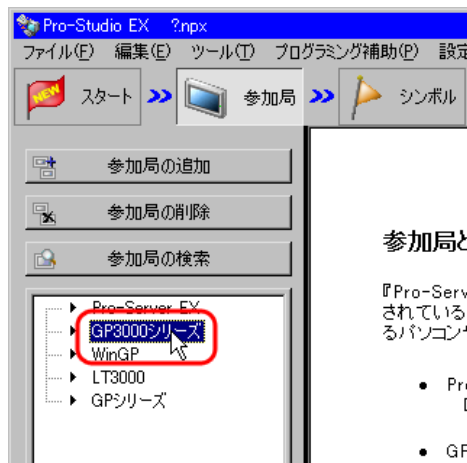 Pro-Studio EX ?.npx
ファイル(F) 編集(E) ツール(T) プログラミング補助(P) 設定
NEW スタート 参加局 シンボル
参加局の追加
参加局の削除
参加局の検索
Pro-Server EX
GP3000シリーズ
WinGP
LT3000
GPシリーズ
参加局と
『Pro-Serv
されている
るパソコンや
Pr
GP